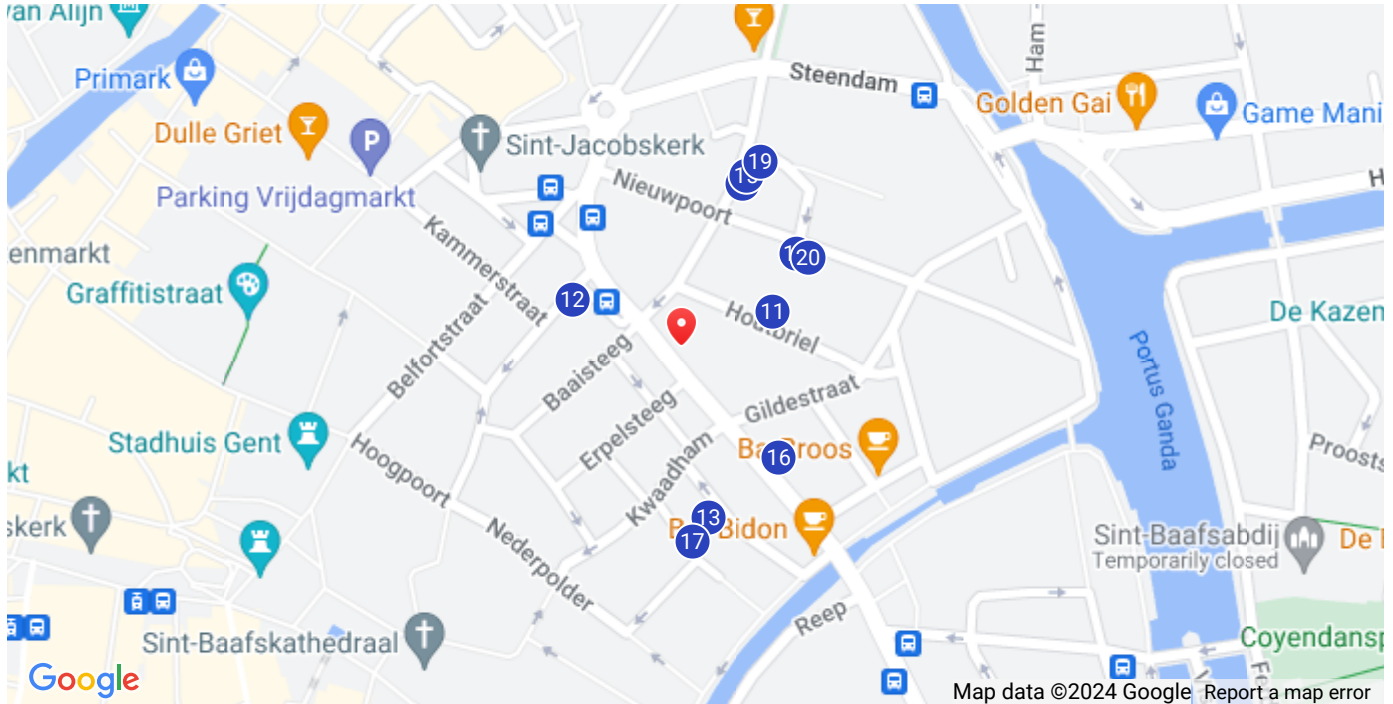 van Alijn
Primark
Dulle Griet
P
Parking Vrijdagmarkt
Sint-Jacobskerk
Steendam
Ham
Golden Gai
Game Mani
H
19
Nieuwpoort
20
enmarkt
Kammerstraat
Graffitistraat
12
11
Houtbriel
De Kazem
Belfortstraat
Baaisteeg
Portus Ganda
Gildestraat
Erpelsteeg
Stadhuis Gent
Hoogpoort
Kwaadham
16
Proosts
kt
13
17
Bidon
skerk
Nederpolder
Sint-Baafsabdij
Temporarily closed
De
Reep
Sint-Baafskathedraal
Coyendansp
Google
Map data ©2024 Google
Report a map error